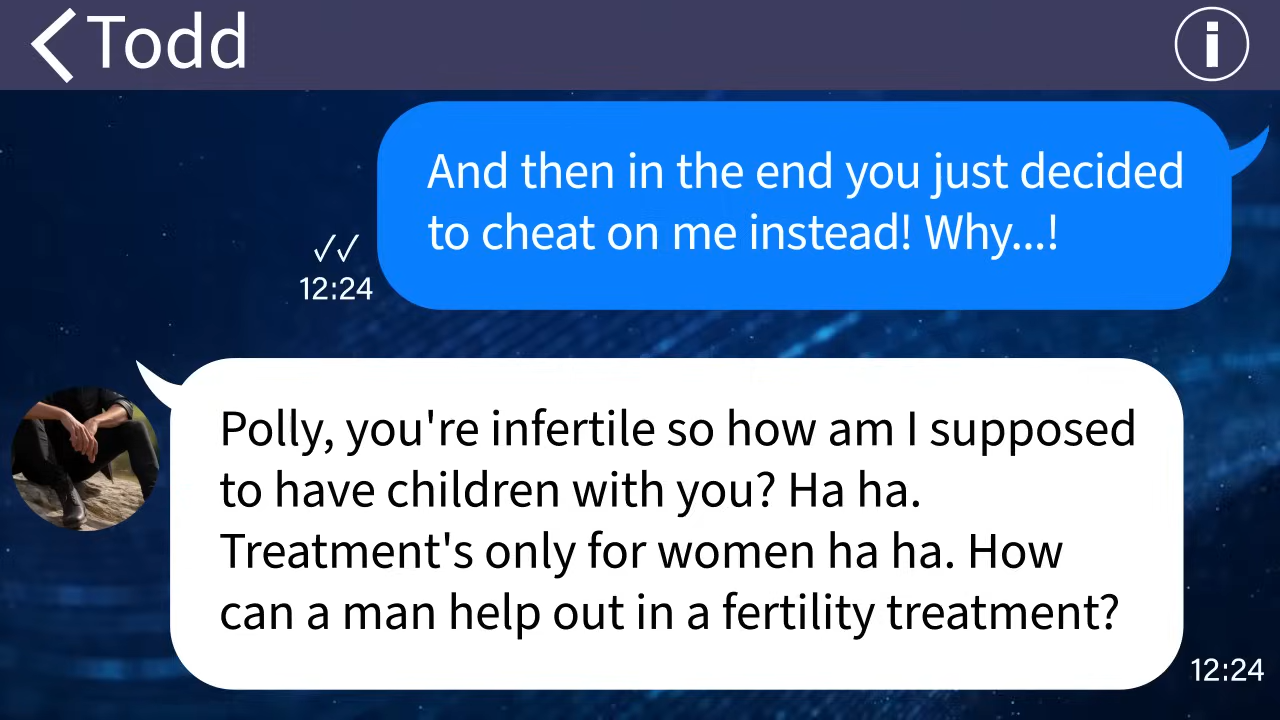 Todd
And then in the end you just decided
to cheat on me instead! Why...!
✓✓
12:24
Polly, you're infertile so how am I supposed
to have children with you? Ha ha.
Treatment's only for women ha ha. How
can a man help out in a fertility treatment?
12:24